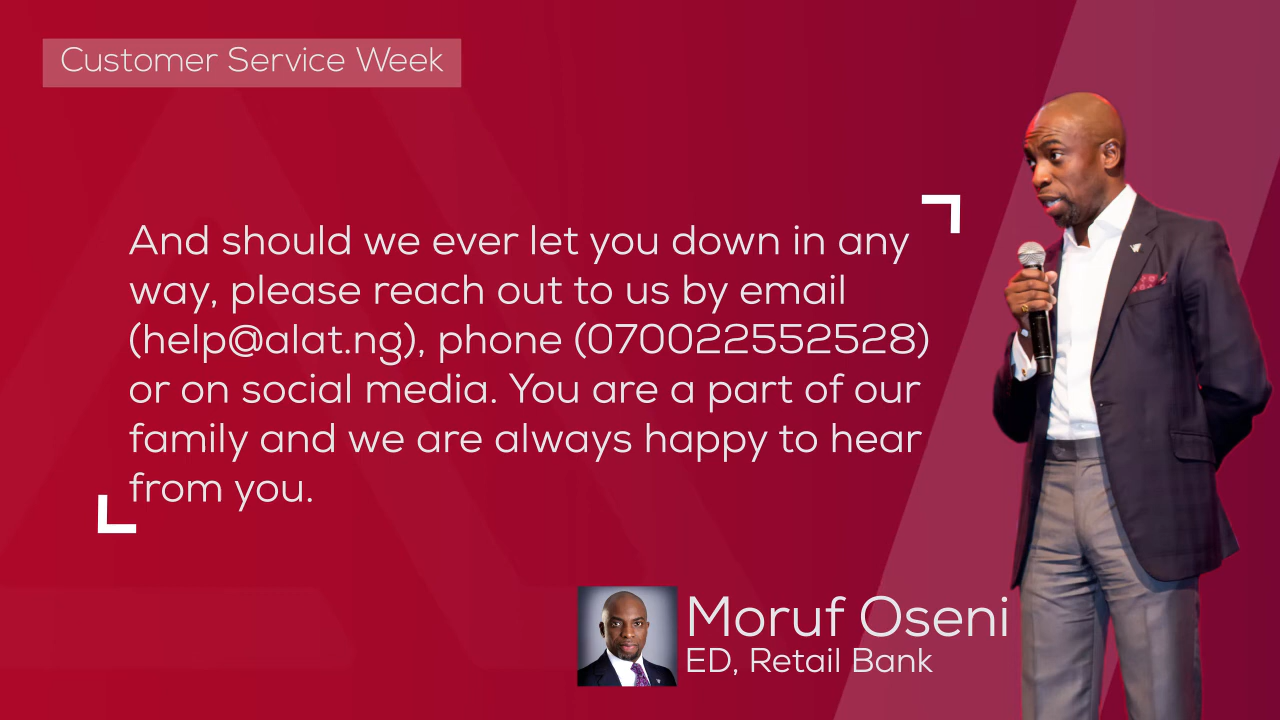 Customer Service Week
And should we ever let you down in any
way, please reach out to us by email
(help@alat.ng), phone (070022552528)
or on social media. You are a part of our
family and we are always happy to hear
from you.
Moruf Oseni
ED, Retail Bank